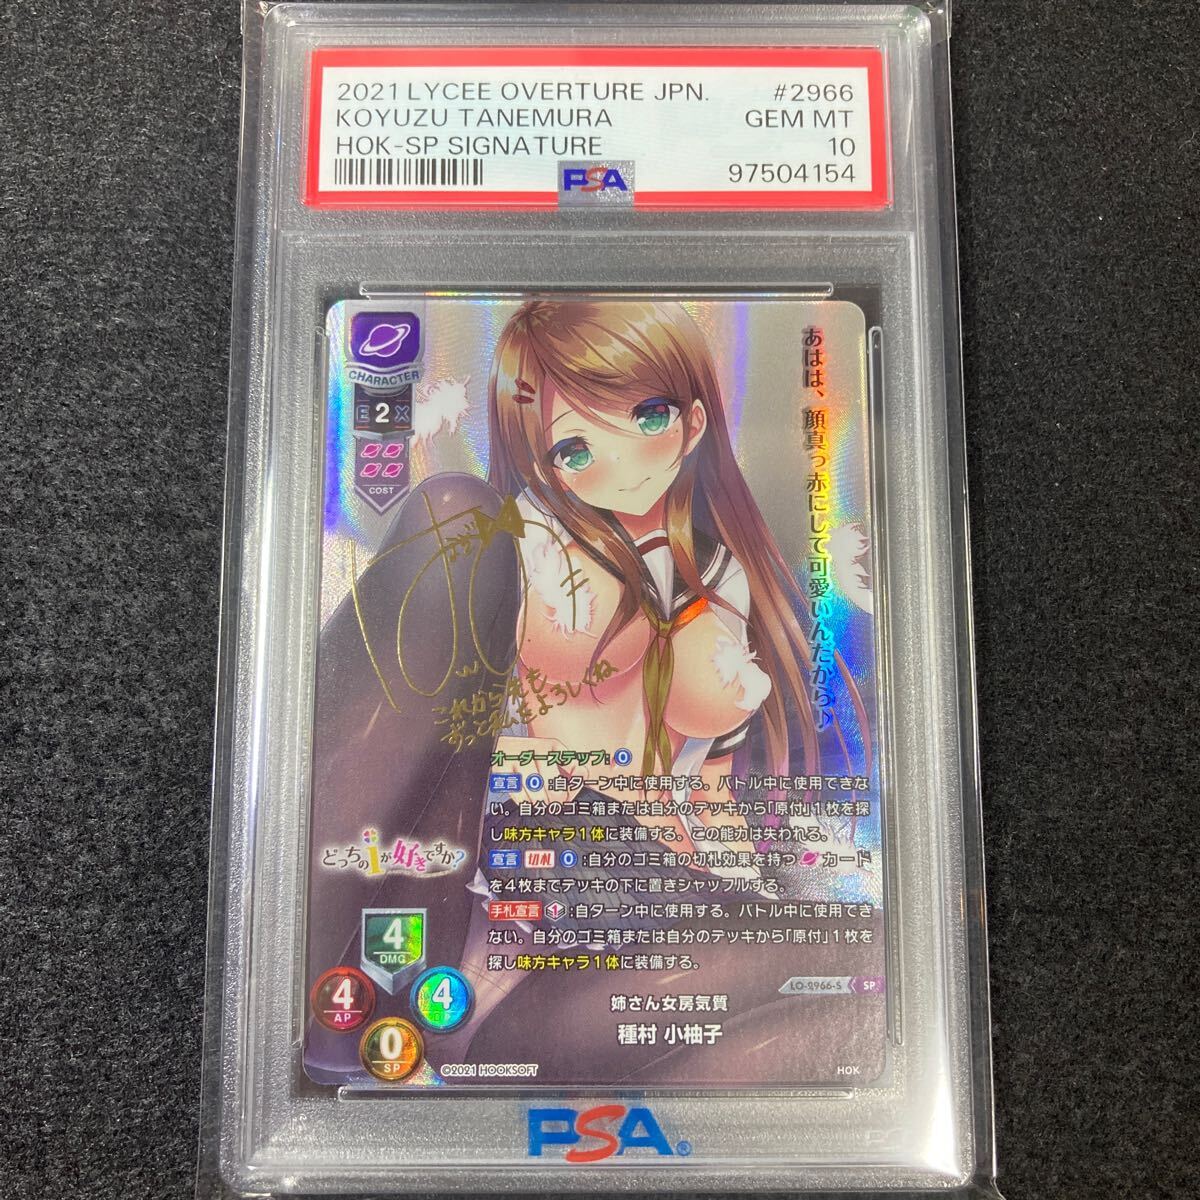 2021 LYCEE OVERTURE JPN. #2966
KOYUZU TANEMURA GEM MT
HOK-SP SIGNATURE 10
PSA 97504154
CHARACTER
E 2 X
COST
あはは、顔真っ赤にして可愛いんだから♪
これからも
ずっと私をよろしくね
オーダーステップ:0
宣言 0:自ターン中に使用する。バトル中に使用できな
い。自分のゴミ箱または自分のデッキから「原付」1枚を探
し味方キャラ1体に装備する。この能力は失われる。
宣言 切札 0:自分のゴミ箱の切札効果を持つカード
を4枚までデッキの下に置きシャッフルする。
手札宣言 1:自ターン中に使用する。バトル中に使用でき
ない。自分のゴミ箱または自分のデッキから「原付」1枚を
探し味方キャラ1体に装備する。
どっちのiが好きですか?
4
DMG
4
AP
4
0
SP
LO-2966-S SP
姉さん女房気質
種村 小柚子
©2021 HOOKSOFT
HOK
PSA®